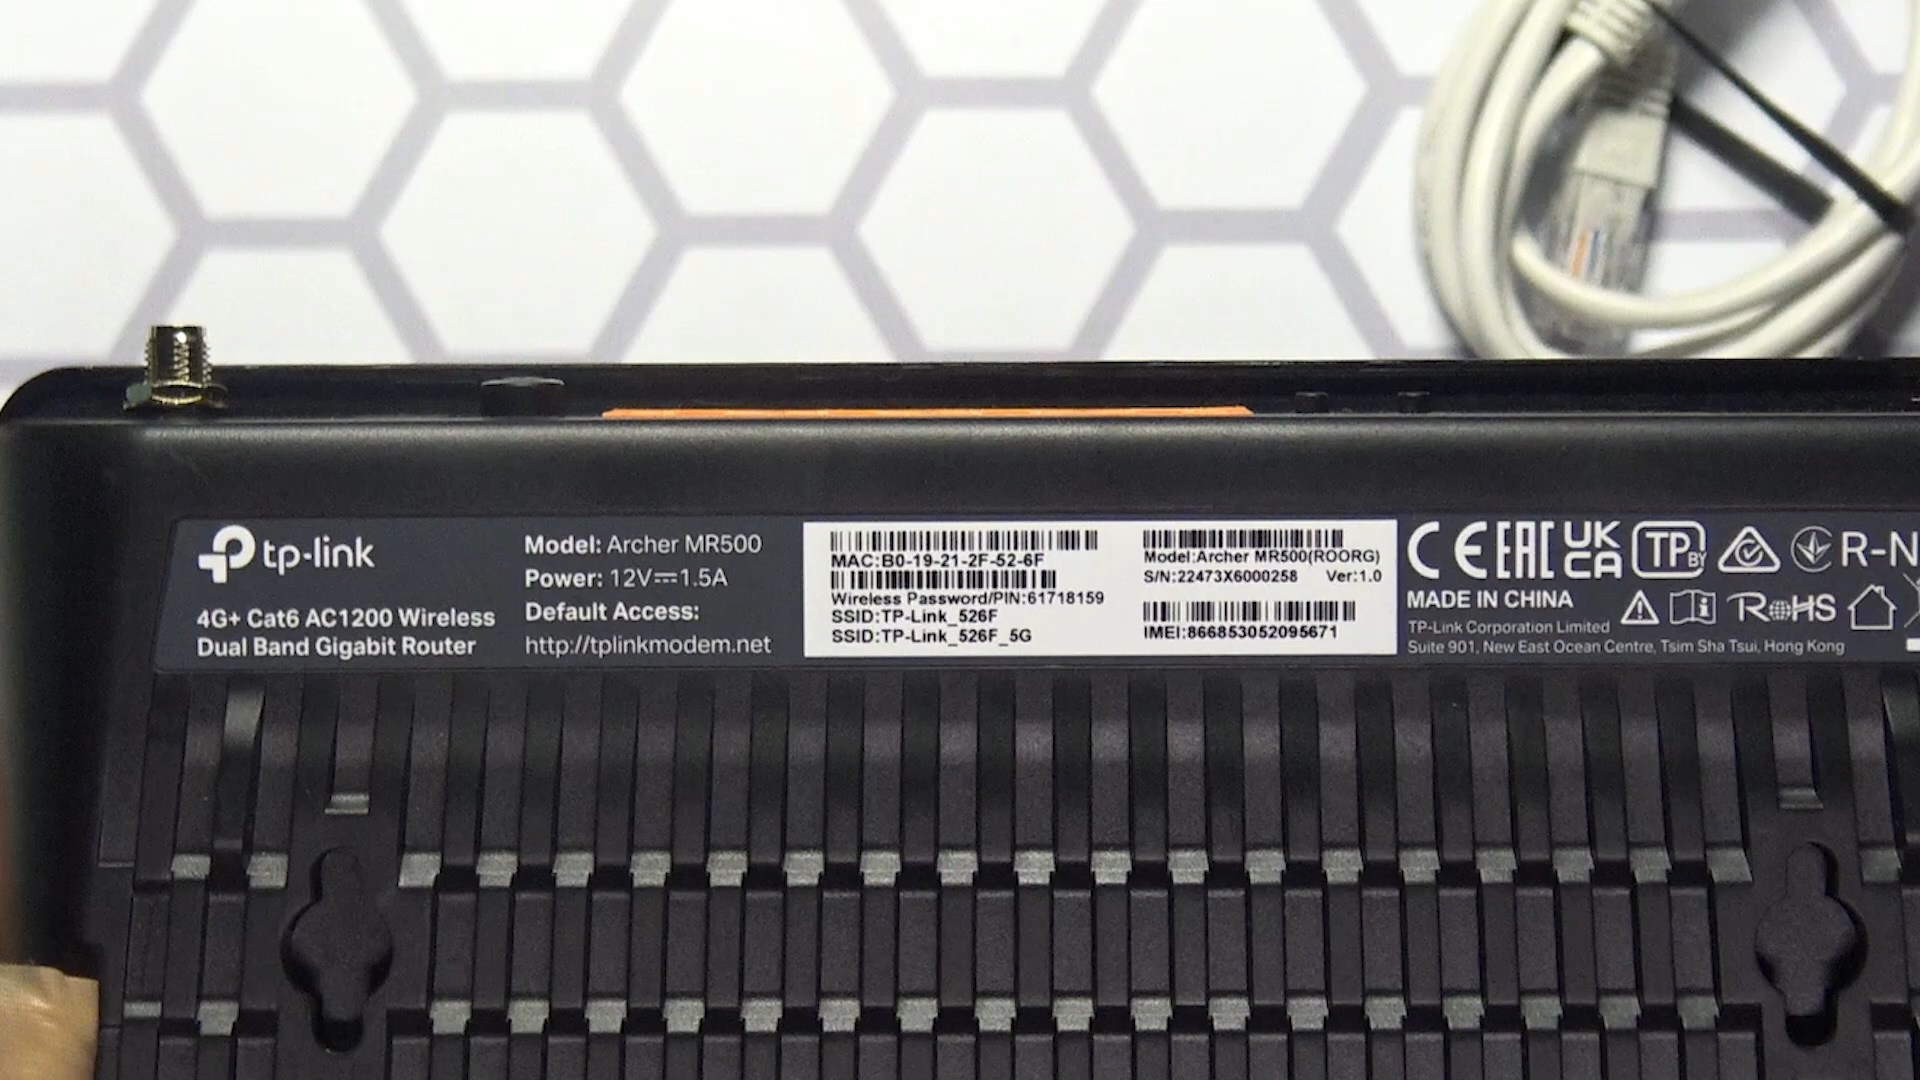 tp-link
4G+ Cat6 AC1200 Wireless
Dual Band Gigabit Router
Model: Archer MR500
Power: 12V⎓1.5A
Default Access:
http://tplinkmodem.net
MAC:B0-19-21-2F-52-6F
Wireless Password/PIN:61718159
SSID:TP-Link_526F
SSID:TP-Link_526F_5G
Model:Archer MR500(ROORG)
S/N:22473X6000258 Ver:1.0
IMEI:866853052095671
CE EAC UK CA TP BY R-N
MADE IN CHINA
RoHS
TP-Link Corporation Limited
Suite 901, New East Ocean Centre, Tsim Sha Tsui, Hong Kong